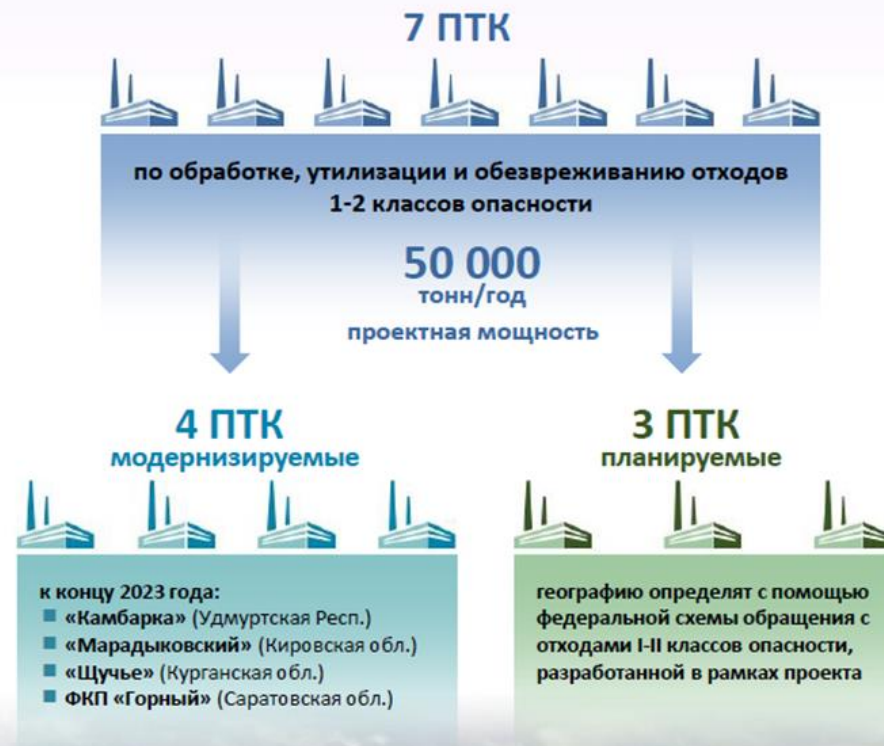 7 ПТК
по обработке, утилизации и обезвреживанию отходов
1-2 классов опасности
50 000
тонн/год
проектная мощность
4 ПТК
модернизируемые
к концу 2023 года:
«Камбарка» (Удмуртская Респ.)
«Марадыковский» (Кировская обл.)
«Щучье» (Курганская обл.)
ФКП «Горный» (Саратовская обл.)
3 ПТК
планируемые
географию определят с помощью
федеральной схемы обращения с
отходами I-II классов опасности,
разработанной в рамках проекта